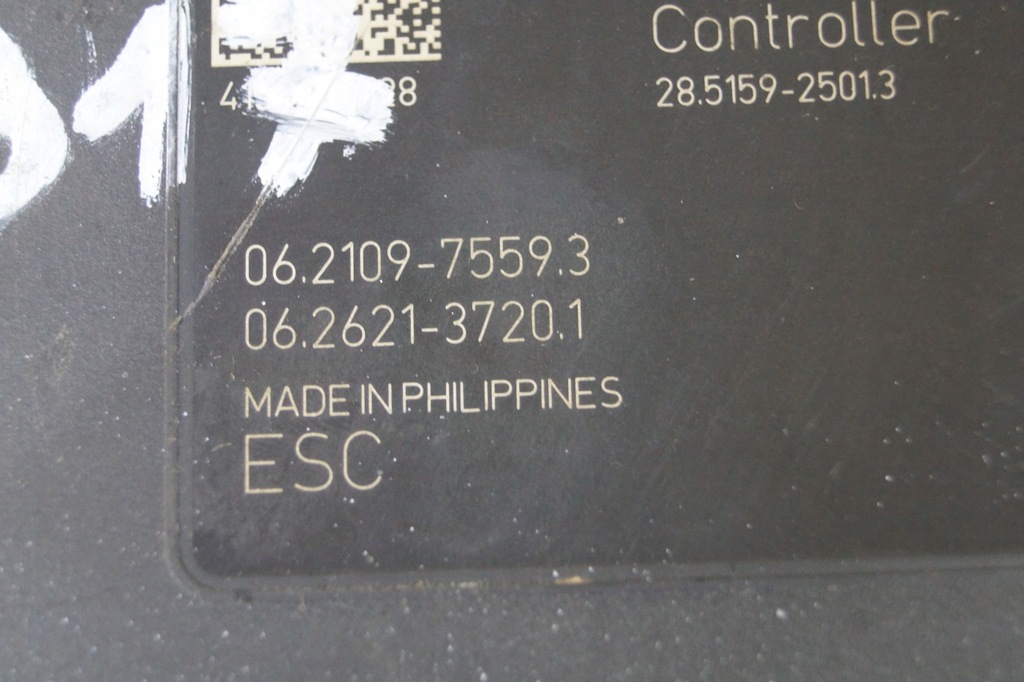 Controller
28.5159-2501.3
06.2109-7559.3
06.2621-3720.1
MADE IN PHILIPPINES
ESC